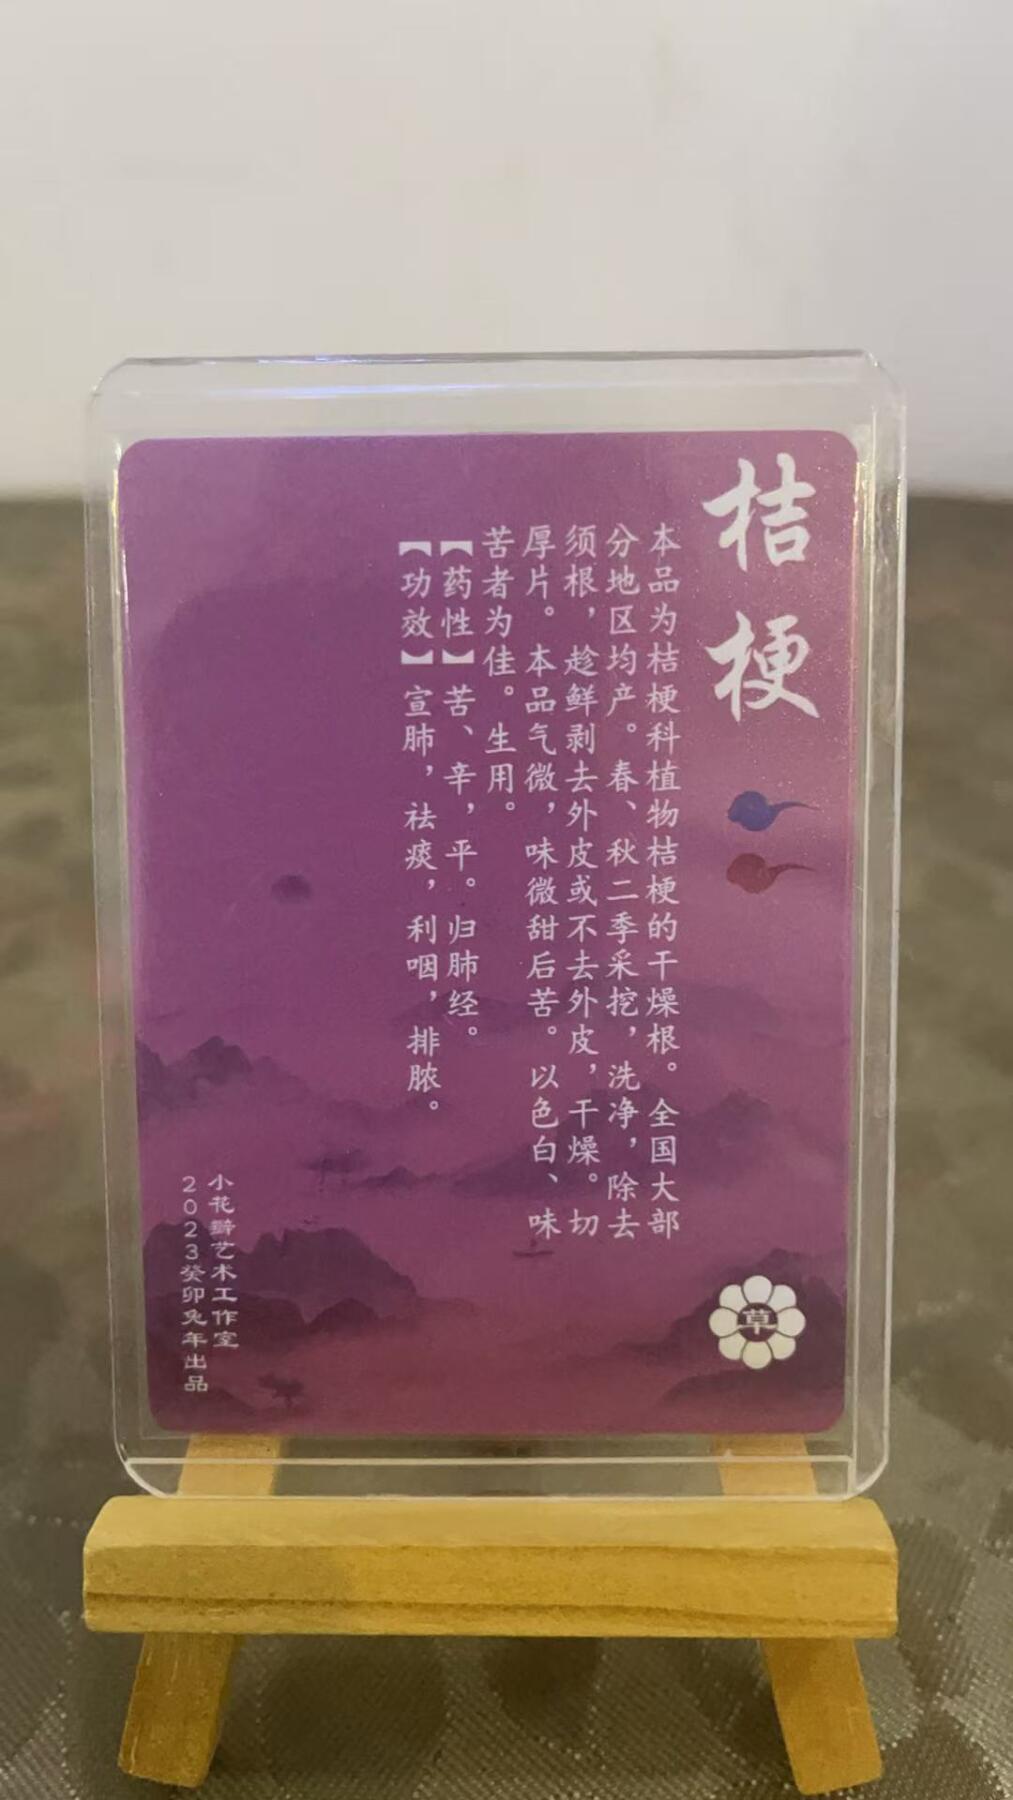 桔梗
本品为桔梗科植物桔梗的干燥根。全国大部
分地区均产。春、秋二季采挖，洗净，除去
须根，趁鲜剥去外皮或不去外皮，干燥。切
厚片。本品气微，味微甜后苦。以色白、味
苦者为佳。生用。
【药性】苦、辛，平。归肺经。
【功效】宣肺，祛痰，利咽，排脓。
草
小花瓣艺术工作室
2023癸卯兔年出品